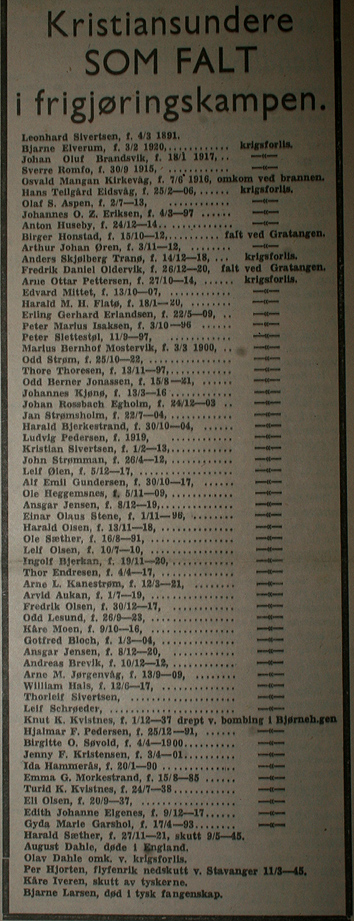 Kristiansundere
SOM FALT
i frigjøringskampen.
Leonhard Sivertsen, f. 4/3 1891.
Bjarne Elverum, f. 3/2 1920,........... krigsforlis.
Johan Oluf Brandsvik, f. 18/1 1917,.. —«—
Sverre Romfo, f. 30/9 1915,............ —«—
Osvald Mangan Kirkevåg, f. 7/6 1916, omkom ved brannen.
Hans Tellgård Eidsvåg, f. 25/2—06,...... krigsforlis.
Olaf S. Aspen, f. 2/7—13, ............ —«—
Johannes O. Z. Eriksen, f. 4/3—97 ...... —«—
Anton Huseby, f. 24/12—14.. ........... —«—
Birger Honstad, f. 15/10—12,........... falt ved Gratangen.
Arthur Johan Øren, f. 3/11—12, ....... —«—
Anders Skjølberg Tranø, f. 14/12—18, ... krigsforlis.
Fredrik Daniel Oldervik, f. 26/12—20, falt ved Gratangen.
Arne Ottar Pettersen, f. 27/10—14, ...... krigsforlis.
Edvard Mittet, f. 13/10—07, ........... —«—
Harald M. H. Flatø, f. 18/1—20, ....... —«—
Erling Gerhard Erlandsen, f. 22/5—09, .. —«—
Peter Marius Isaksen, f. 3/10—96 ...... —«—
Peter Slettestøl, 11/9—97, ............ —«—
Marius Bernhof Mostervik, f. 3/3 1900, .. —«—
Odd Strøm, f. 25/10—22, .............. —«—
Thore Thoresen, f. 13/11—97,........... —«—
Odd Berner Jonassen, f. 15/8—21, ...... —«—
Johannes Kjønø, f. 13/3—16 ........... —«—
Johan Rossbach Egholm, f. 24/12—03 .. —«—
Jan Strømsholm, f. 22/7—04, ........... —«—
Harald Bjerkestrand, f. 30/10—04, ...... —«—
Ludvig Pedersen, f. 1919, ............ —«—
Kristian Sivertsen, f. 1/2—13,.......... —«—
John Strømman, f. 26/4—12, ........... —«—
Leif Ølen, f. 5/12—17, ................ —«—
Alf Emil Gundersen, f. 30/10—17, ...... —«—
Ole Heggemsnes, f. 5/11—09, .......... —«—
Ansgar Jensen, f. 8/12—19,............. —«—
Einar Olaus Stene, f. 1/11—96, ......... —«—
Harald Olsen, f. 13/11—18, ............ —«—
Ole Sæther, f. 16/8—91, ............... —«—
Leif Olsen, f. 10/7—10, ............... —«—
Ingolf Bjerkan, f. 19/11—20, ........... —«—
Thor Endresen, f. 4/4—17, ............ —«—
Arne L. Kanestrøm, f. 12/3—21, ....... —«—
Arvid Aukan, f. 1/7—19, .............. —«—
Fredrik Olsen, f. 30/12—17, ............ —«—
Odd Lesund, f. 26/9—23, .............. —«—
Kåre Moen, f. 9/10—16, ............... —«—
Gotfred Bloch, f. 1/3—04, ............. —«—
Ansgar Jensen, f. 8/12—20, ............ —«—
Andreas Brevik, f. 10/12—12, .......... —«—
Arne M. Jørgenvåg, f. 13/9—09, ....... —«—
William Hals, f. 12/6—17, ............. —«—
Thorleif Sivertsen, ................... —«—
Leif Schrøder, ....................... —«—
Knut K. Kvistnes, f. 1/12—37 drept v. bombing i Bjørneh.gen
Hjalmar F. Pedersen, f. 25/12—91, ...... —«—
Birgitte O. Søvold, f. 4/4—1900......... —«—
Jenny F. Kristensen, f. 3/4—01.......... —«—
Ida Hammerås, f. 20/1—90 ............ —«—
Emma G. Morkestrand, f. 15/8—85 ...... —«—
Turid K. Kvistnes, f. 24/7—38 .......... —«—
Eli Olsen, f. 20/9—37, ................ —«—
Edith Johanne Elgenes, f. 9/12—17...... —«—
Gyda Marie Garshol, f. 17/4—93........ —«—
Harald Sæther, f. 27/11—21, skutt 9/5—45.
August Dahle, døde i England.
Olav Dahle omk. v. krigsforlis.
Per Hjorten, flyfenrik nedskutt v. Stavanger 11/3—45.
Kåre Iveren, skutt av tyskerne.
Bjarne Larsen, død i tysk fangenskap.